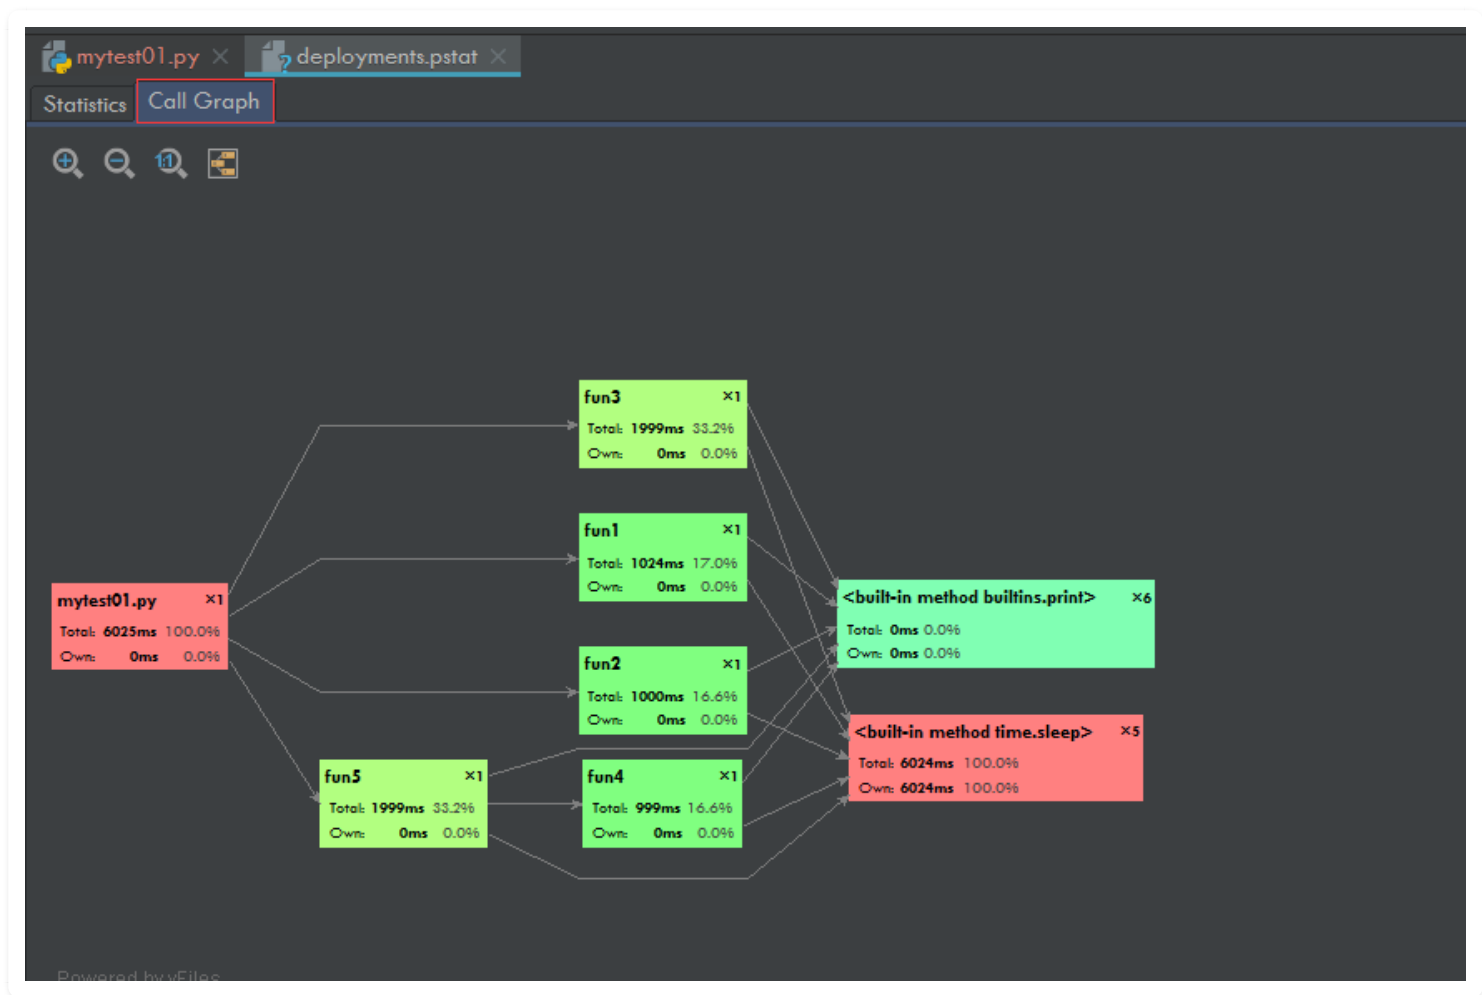 mytest01.py
deployments.pstat
Statistics
Call Graph
1:1
fun3 ×1
Total: 1999ms 33.2%
Own: 0ms 0.0%
fun1 ×1
Total: 1024ms 17.0%
Own: 0ms 0.0%
mytest01.py ×1
Total: 6025ms 100.0%
Own: 0ms 0.0%
<built-in method builtins.print> ×6
Total: 0ms 0.0%
Own: 0ms 0.0%
fun2 ×1
Total: 1000ms 16.6%
Own: 0ms 0.0%
<built-in method time.sleep> ×5
Total: 6024ms 100.0%
Own: 6024ms 100.0%
fun5 ×1
Total: 1999ms 33.2%
Own: 0ms 0.0%
fun4 ×1
Total: 999ms 16.6%
Own: 0ms 0.0%
Powered by yFiles